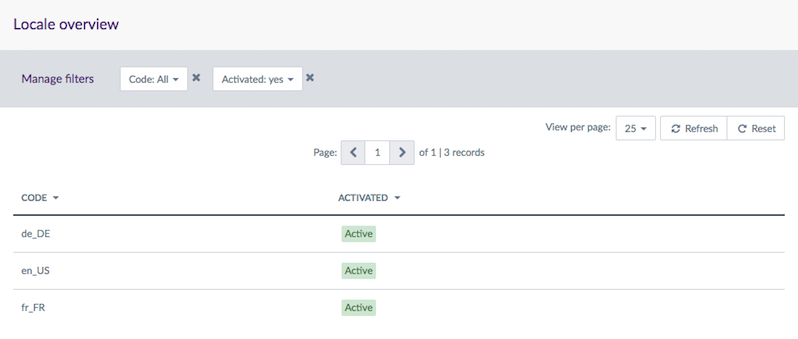 Locale overview
Manage filters Code: All Activated: yes
View per page: 25 Refresh Reset
Page: 1 of 1 | 3 records
CODE ACTIVATED
de_DE Active
en_US Active
fr_FR Active